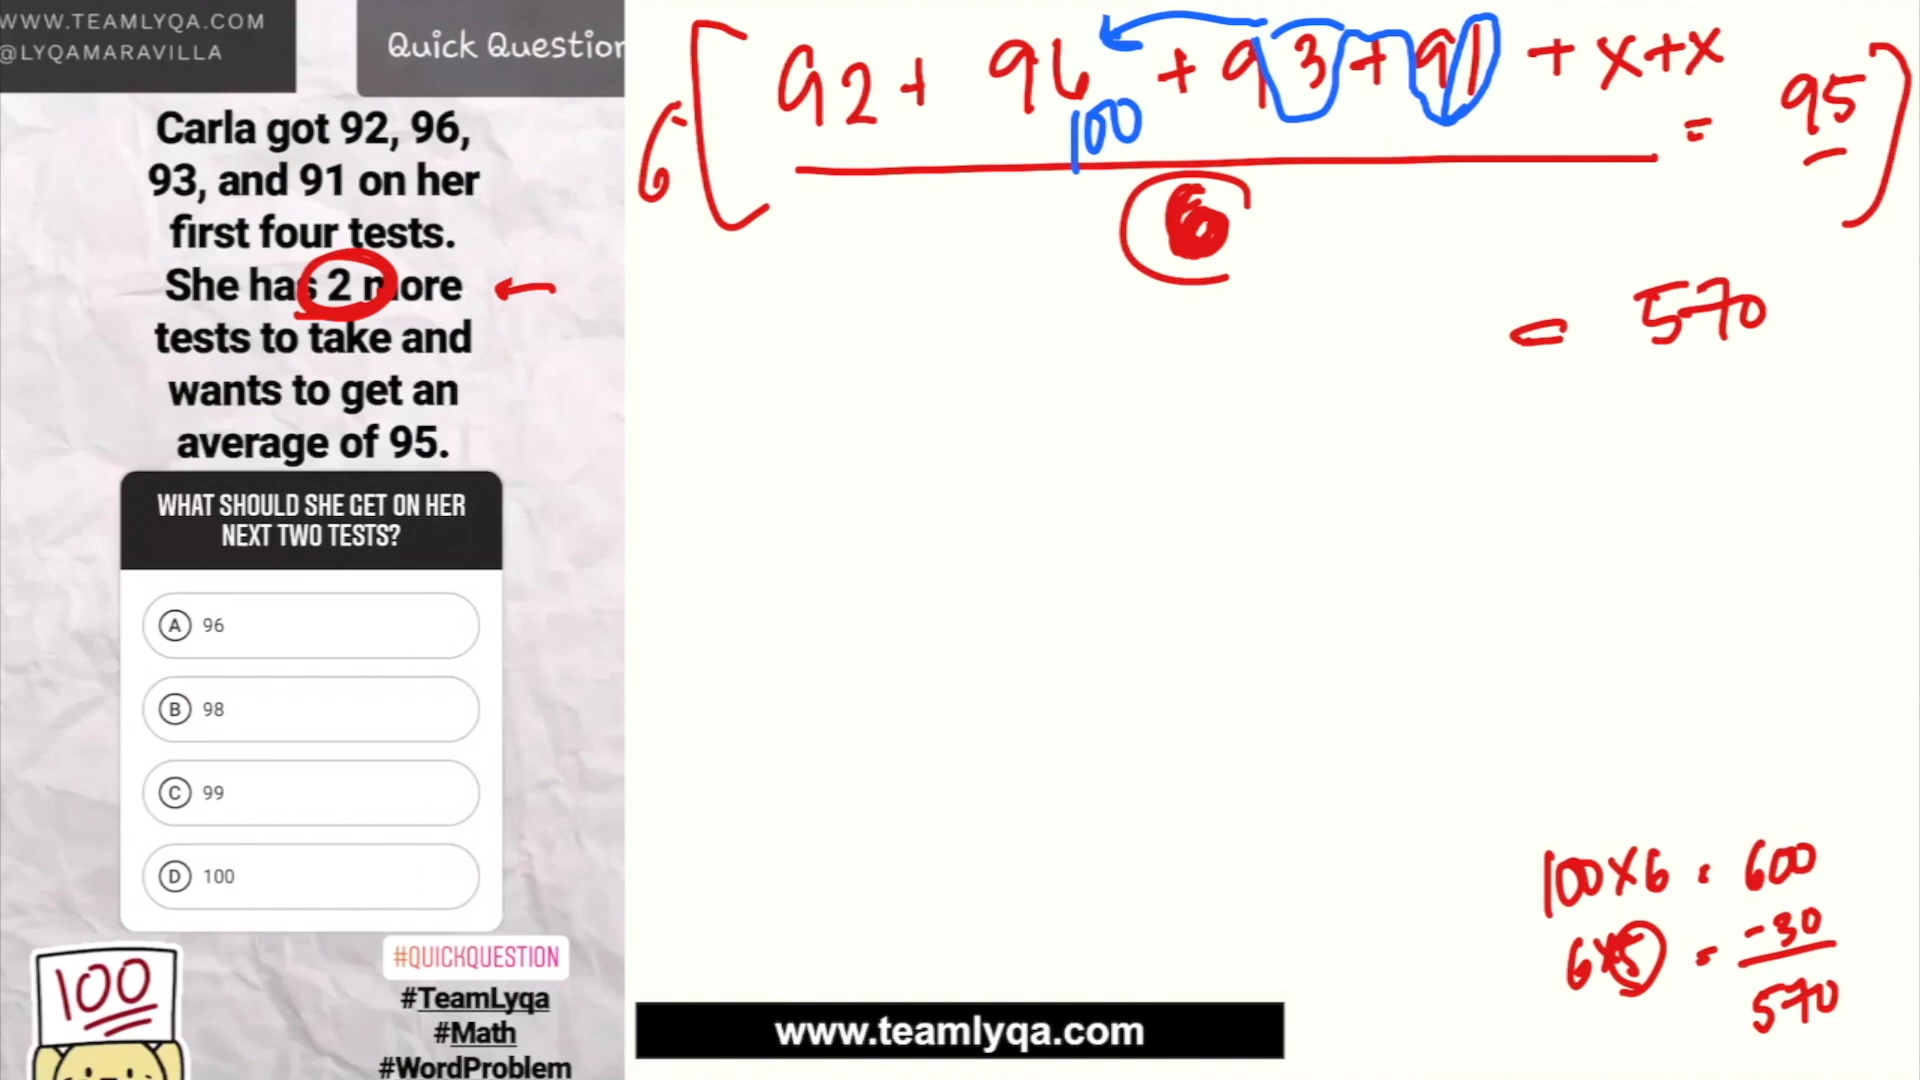 WWW.TEAMLYQA.COM
@LYQAMARAVILLA
Quick Question
Carla got 92, 96,
93, and 91 on her
first four tests.
She has 2 more
tests to take and
wants to get an
average of 95.
WHAT SHOULD SHE GET ON HER
NEXT TWO TESTS?
A 96
B 98
C 99
D 100
100
#QUICKQUESTION
#TeamLyqa
#Math
#WordProblem
6 [ 92 + 96 + 93 + 91 + x + x = 95 ]
100
6
= 570
100 x 6 = 600
6 x 5 = -30
570
www.teamlyqa.com